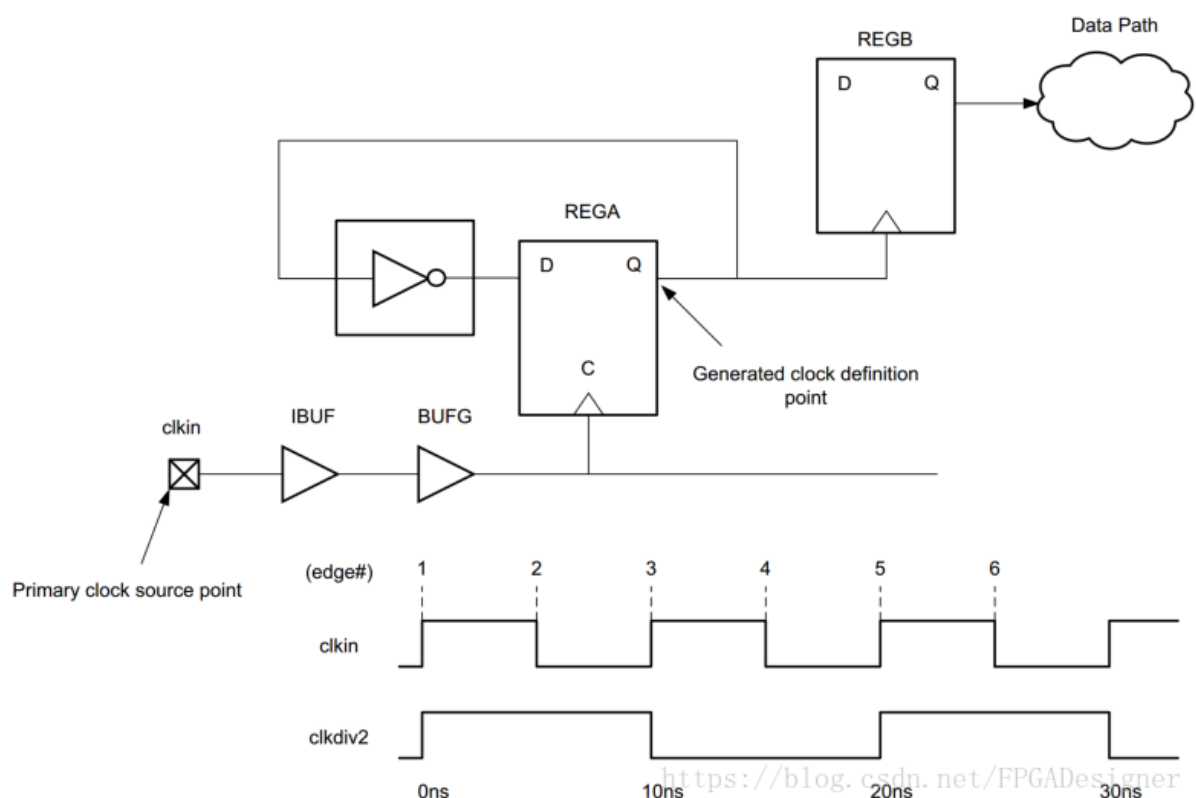 Data Path
REGB
D
Q
REGA
D
Q
C
Generated clock definition
point
IBUF
BUFG
clkin
Primary clock source point
(edge#)
1
2
3
4
5
6
clkin
clkdiv2
https://blog.csdn.net/FPGADesigner
0ns
10ns
20ns
30ns